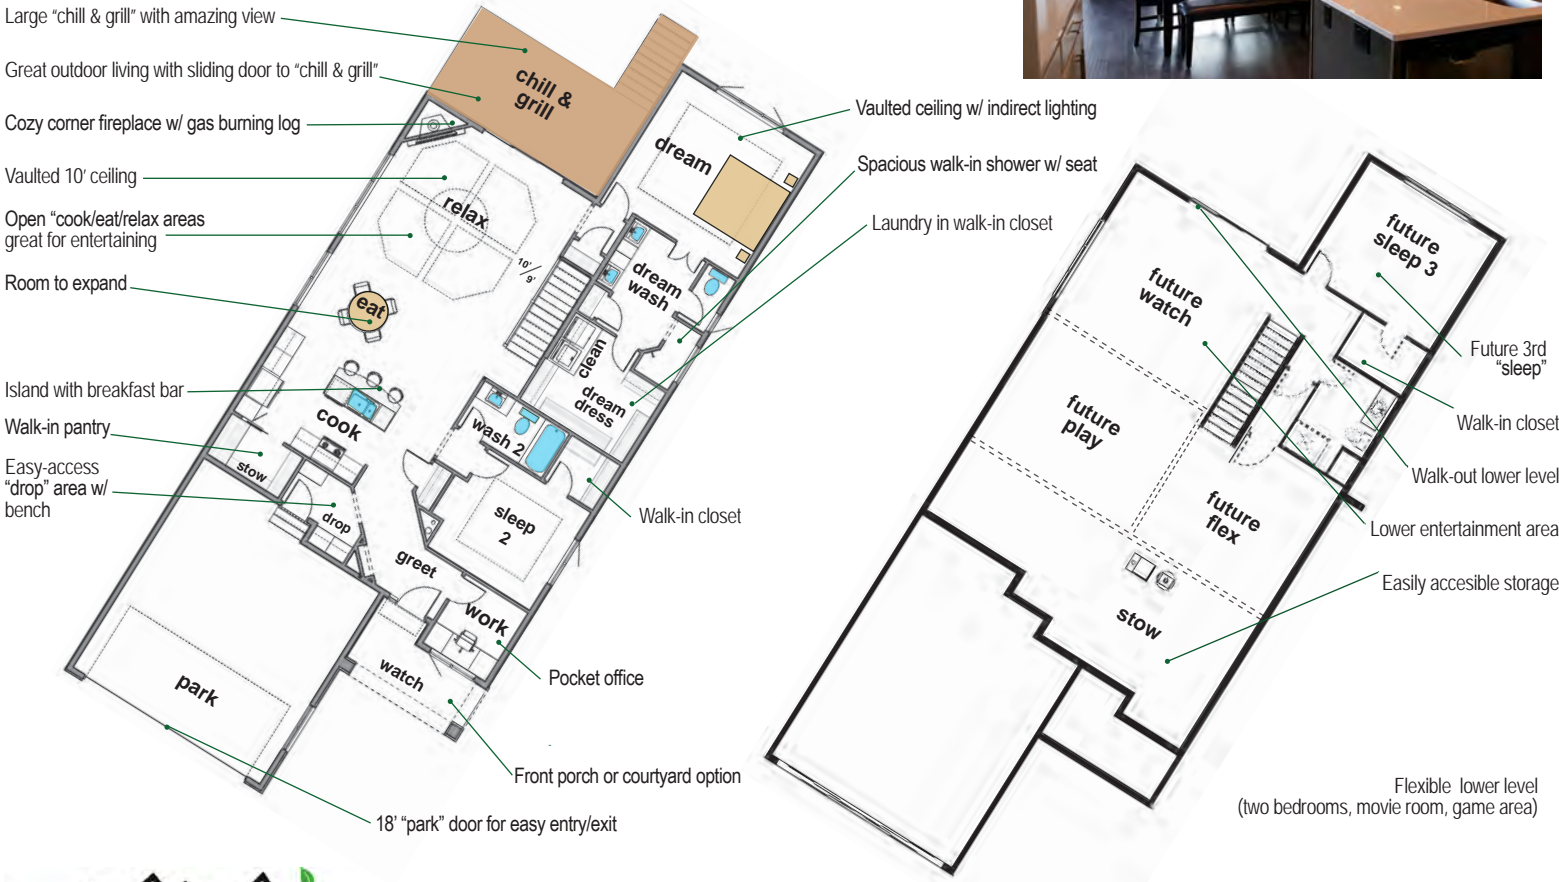 Large “chill & grill” with amazing view
Great outdoor living with sliding door to “chill & grill”
Cozy corner fireplace w/ gas burning log
Vaulted 10’ ceiling
Open “cook/eat/relax areas
great for entertaining
Room to expand
Island with breakfast bar
Walk-in pantry
Easy-access
“drop” area w/
bench
chill &
grill
dream
relax
10’/
9’
dream
wash
eat
clean
dream
dress
cook
wash 2
stow
sleep
2
drop
greet
work
watch
park
Vaulted ceiling w/ indirect lighting
Spacious walk-in shower w/ seat
Laundry in walk-in closet
Walk-in closet
Pocket office
Front porch or courtyard option
18’ “park” door for easy entry/exit
future
sleep 3
future
watch
future
play
future
flex
stow
Future 3rd
“sleep”
Walk-in closet
Walk-out lower level
Lower entertainment area
Easily accesible storage
Flexible lower level
(two bedrooms, movie room, game area)